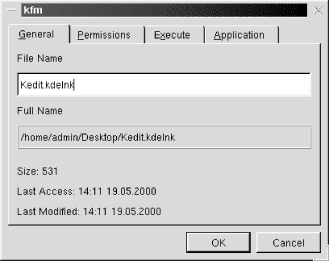 kfm
General Permissions Execute Application
File Name
Kedit.kdelnk
Full Name
/home/admin/Desktop/Kedit.kdelnk
Size: 531
Last Access: 14:11 19.05.2000
Last Modified: 14:11 19.05.2000
OK Cancel